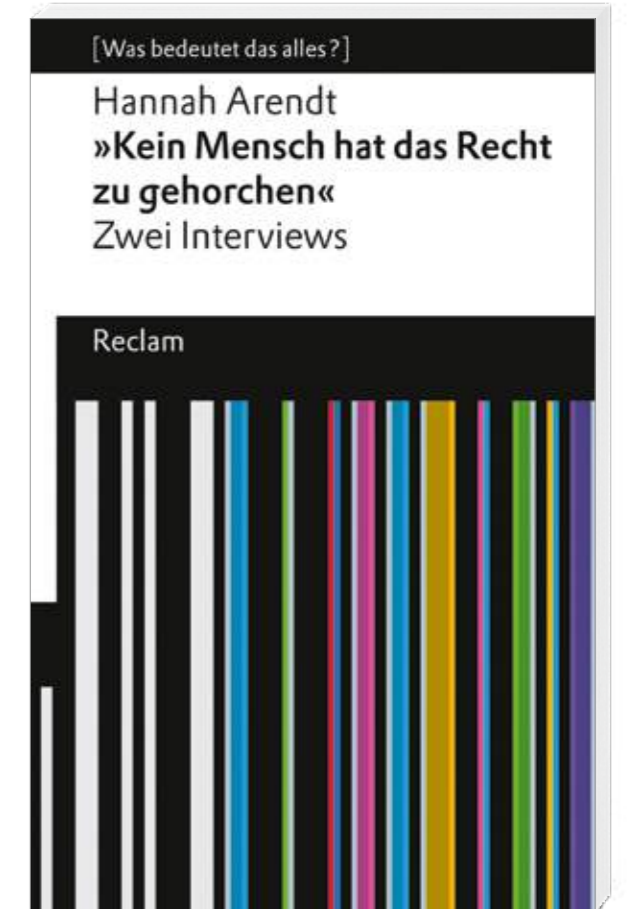 [Was bedeutet das alles?]
Hannah Arendt
»Kein Mensch hat das Recht
zu gehorchen«
Zwei Interviews
Reclam